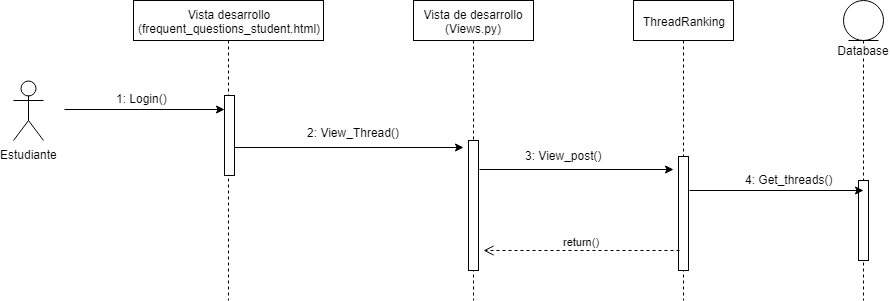 Vista desarrollo
(frequent_questions_student.html)
Vista de desarrollo
(Views.py)
ThreadRanking
Database
Estudiante
1: Login()
2: View_Thread()
3: View_post()
4: Get_threads()
return()